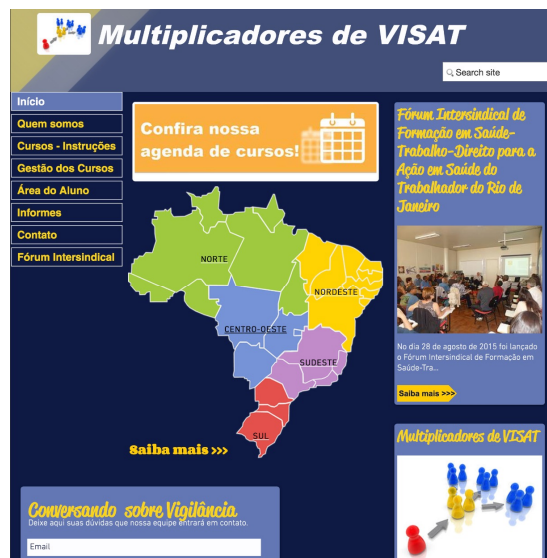 Multiplicadores de VISAT
Search site
Início
Quem somos
Cursos - Instruções
Gestão dos Cursos
Área do Aluno
Informes
Contato
Fórum Intersindical
Confira nossa
agenda de cursos!
NORTE
NORDESTE
CENTRO-OESTE
SUDESTE
SUL
Saiba mais >>>
Conversando sobre Vigilância
Deixe aqui suas dúvidas que nossa equipe entrará em contato.
Email
Fórum Intersindical de
Formação em Saúde-
Trabalho-Direito para a
Ação em Saúde do
Trabalhador do Rio de
Janeiro
No dia 28 de agosto de 2015 foi lançado
o Fórum Intersindical de Formação em
Saúde-Tra...
Saiba mais >>>
Multiplicadores de VISAT